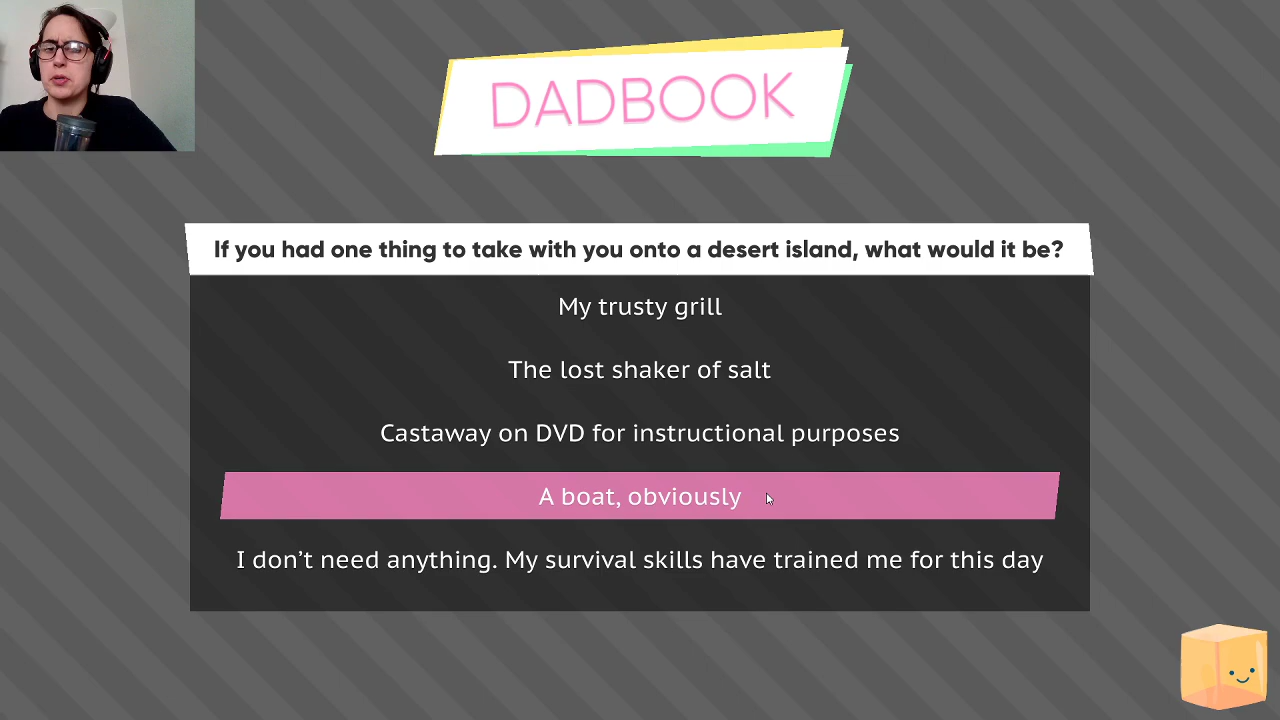 DADBOOK
If you had one thing to take with you onto a desert island, what would it be?
My trusty grill
The lost shaker of salt
Castaway on DVD for instructional purposes
A boat, obviously
I don’t need anything. My survival skills have trained me for this day